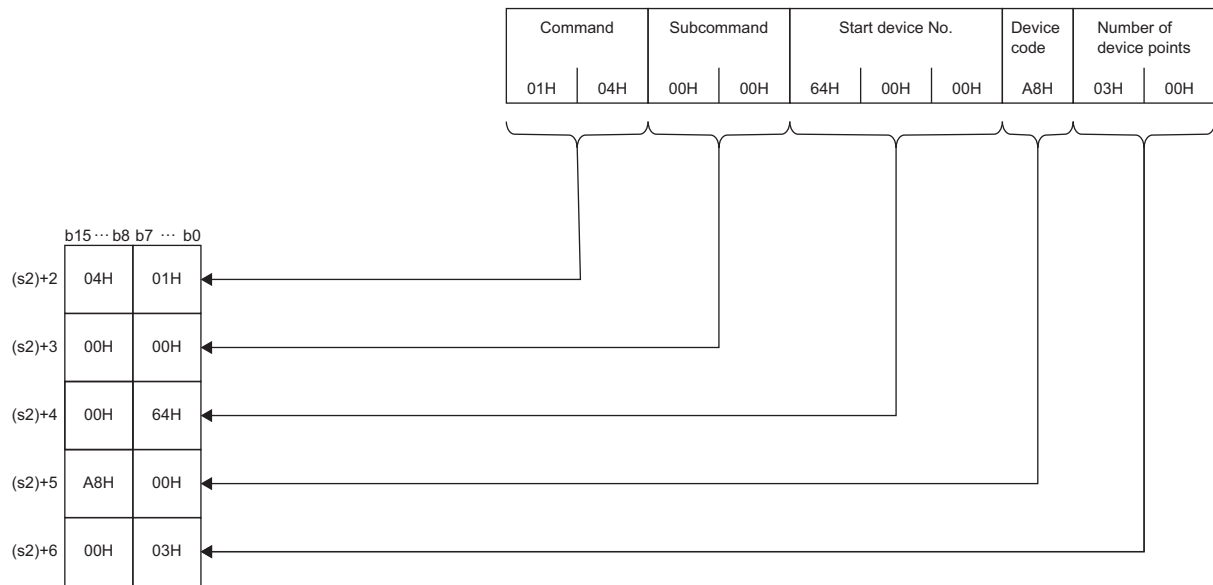 Command Subcommand Start device No. Device code Number of device points
01H 04H 00H 00H 64H 00H 00H A8H 03H 00H
b15 ··· b8 b7 ··· b0
(s2)+2 04H 01H
(s2)+3 00H 00H
(s2)+4 00H 64H
(s2)+5 A8H 00H
(s2)+6 00H 03H